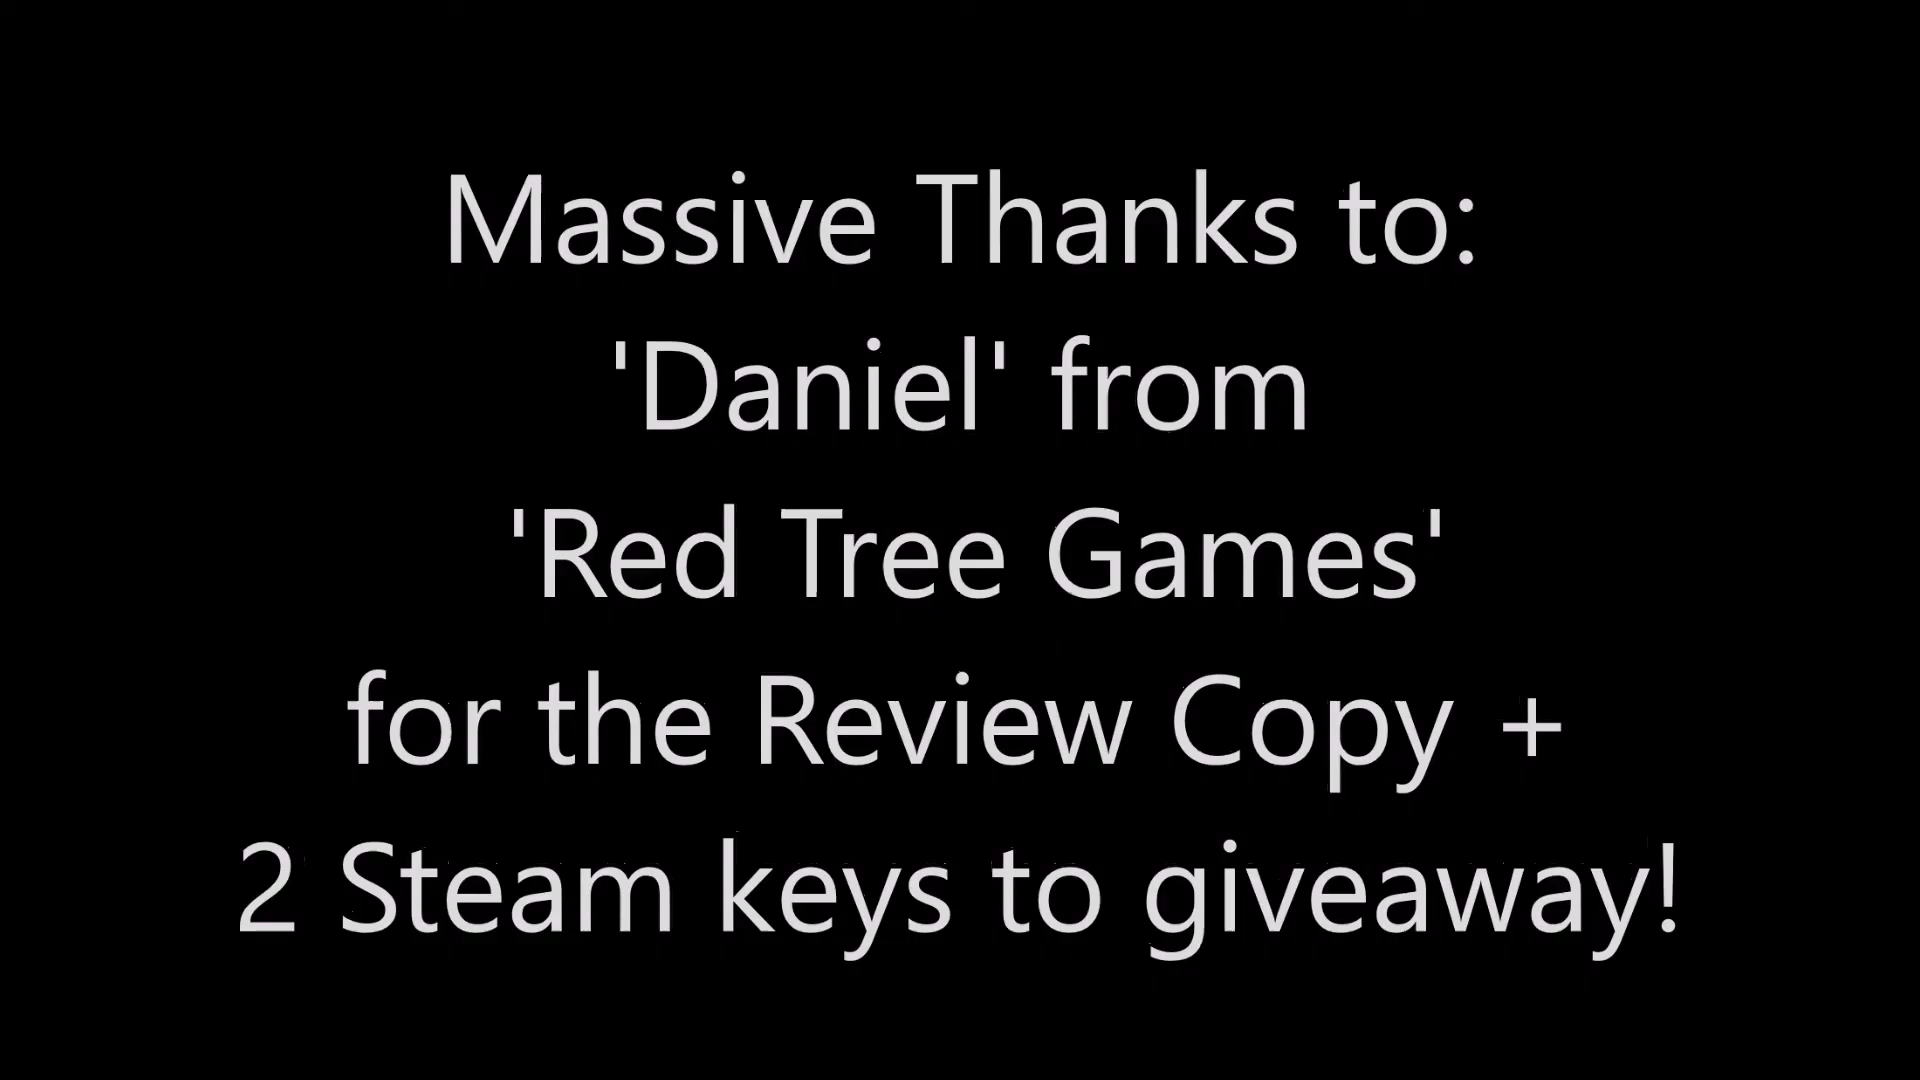 Massive Thanks to:
'Daniel' from
'Red Tree Games'
for the Review Copy +
2 Steam keys to giveaway!